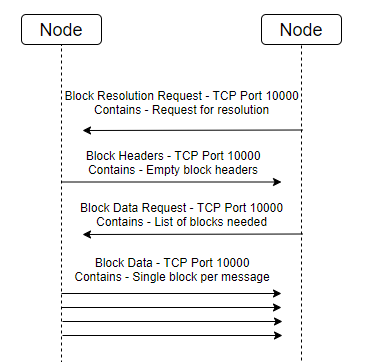 Node
Node
Block Resolution Request - TCP Port 10000
Contains - Request for resolution
Block Headers - TCP Port 10000
Contains - Empty block headers
Block Data Request - TCP Port 10000
Contains - List of blocks needed
Block Data - TCP Port 10000
Contains - Single block per message